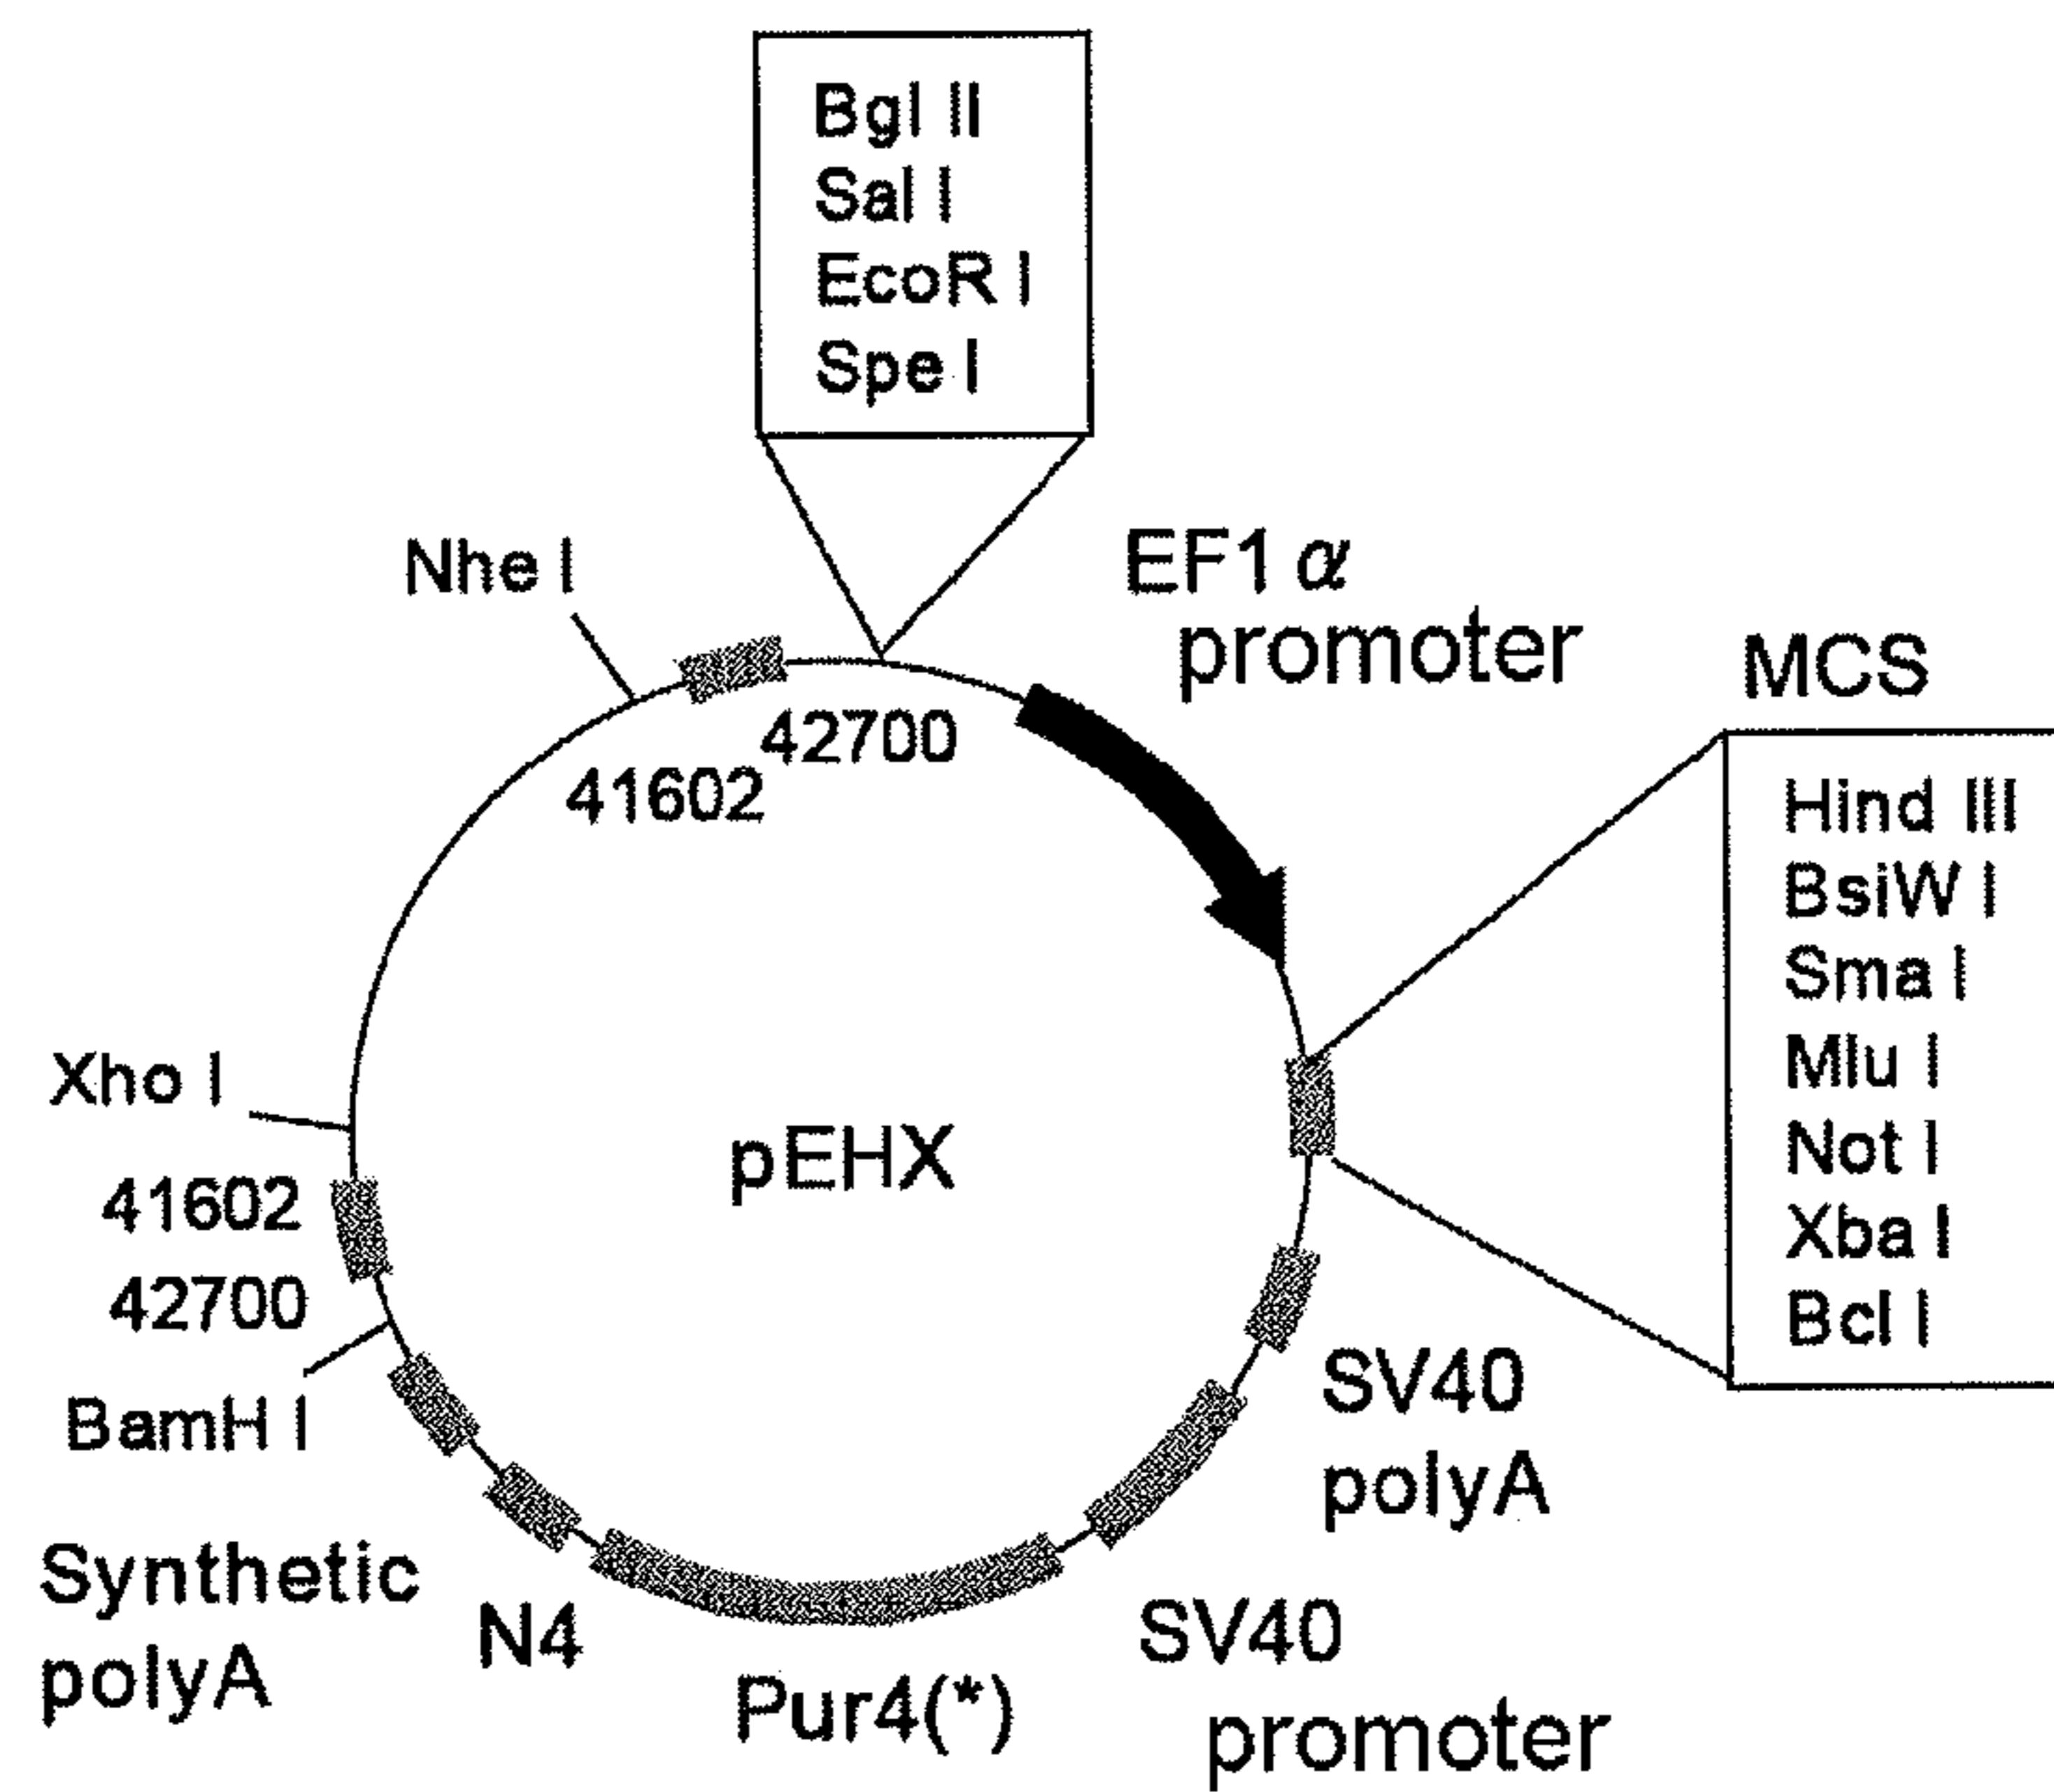 Bgl II
Sal I
EcoR I
Spe I
Nhe I
EF1 α
promoter
MCS
42700
41602
Hind III
BsiW I
Sma I
Mlu I
Not I
Xba I
Bcl I
Xho I
pEHX
41602
42700
BamH I
SV40
polyA
Synthetic
polyA
N4
Pur4(*)
SV40
promoter